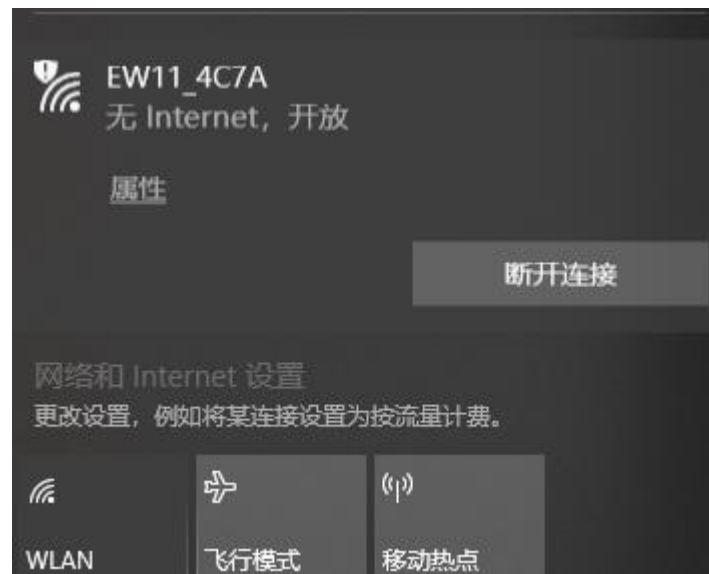 EW11_4C7A
无 Internet，开放
属性
断开连接
网络和 Internet 设置
更改设置，例如将某连接设置为按流量计费。
WLAN
飞行模式
移动热点